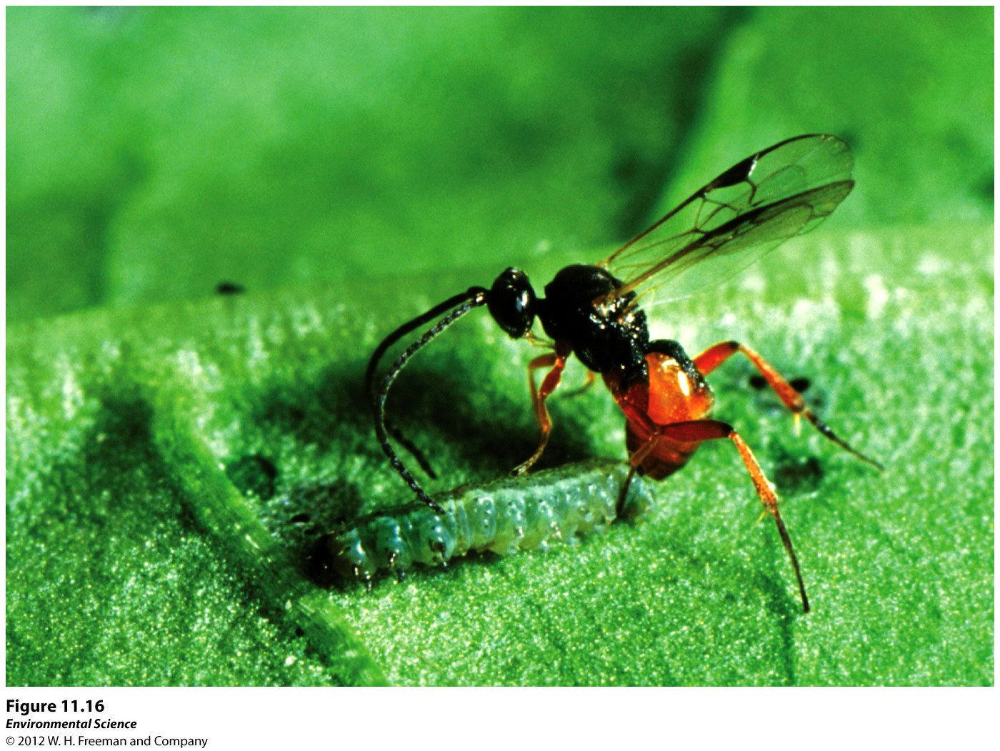 Figure 11.16
Environmental Science
© 2012 W. H. Freeman and Company